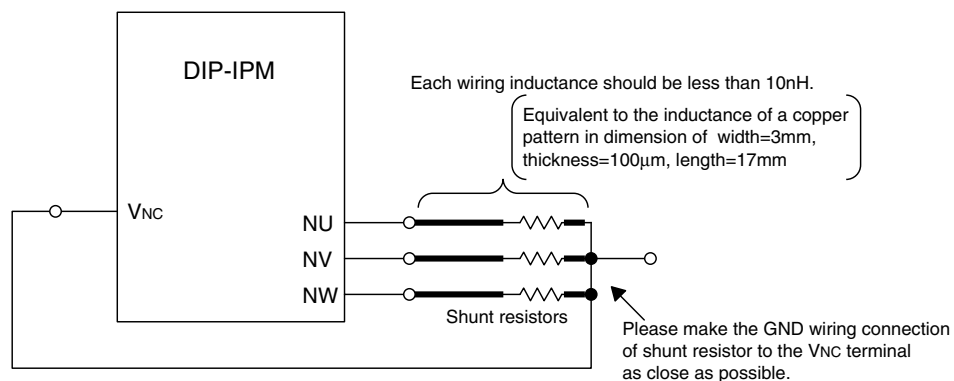 DIP-IPM
Each wiring inductance should be less than 10nH.
Equivalent to the inductance of a copper
pattern in dimension of width=3mm,
thickness=100μm, length=17mm
VNC
NU
NV
NW
Shunt resistors
Please make the GND wiring connection
of shunt resistor to the VNC terminal
as close as possible.